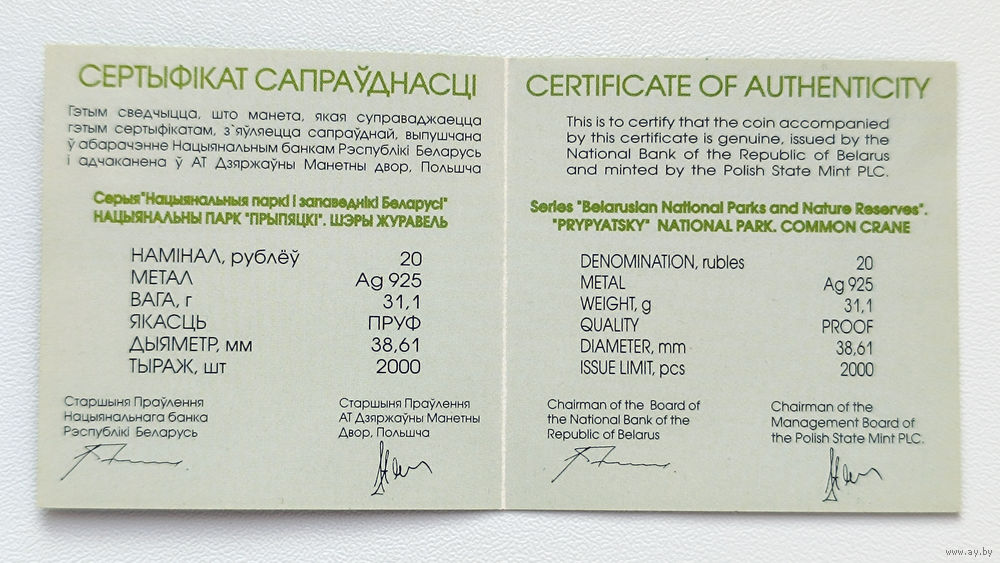 СЕРТЫФІКАТ САПРАЎДНАСЦІ
Гэтым сведчыцца, што манета, якая суправаджаецца
гэтым сертыфікатам, з`яўляецца сапраўднай, выпушчана
ў абарачэнне Нацыянальным банкам Рэспублікі Беларусь
і адчаканена ў АТ Дзяржаўны Манетны двор, Польшча
Серыя"Нацыянальныя паркі і запаведнікі Беларусі"
НАЦЫЯНАЛЬНЫ ПАРК "ПРЫПЯЦКІ". ШЭРЫ ЖУРАВЕЛЬ
НАМІНАЛ, рублёў 20
МЕТАЛ Ag 925
ВАГА, г 31,1
ЯКАСЦЬ ПРУФ
ДЫЯМЕТР, мм 38,61
ТЫРАЖ, шт 2000
Старшыня Праўлення
Нацыянальнага банка
Рэспублікі Беларусь
Старшыня Праўлення
АТ Дзяржаўны Манетны
Двор, Польшча
CERTIFICATE OF AUTHENTICITY
This is to certify that the coin accompanied
by this certificate is genuine, issued by the
National Bank of the Republic of Belarus
and minted by the Polish State Mint PLC.
Series "Belarusian National Parks and Nature Reserves".
"PRYPYATSKY" NATIONAL PARK. COMMON CRANE
DENOMINATION, rubles 20
METAL Ag 925
WEIGHT, g 31,1
QUALITY PROOF
DIAMETER, mm 38,61
ISSUE LIMIT, pcs 2000
Chairman of the Board of
the National Bank of the
Republic of Belarus
Chairman of the
Management Board of
the Polish State Mint PLC.
www.ay.by